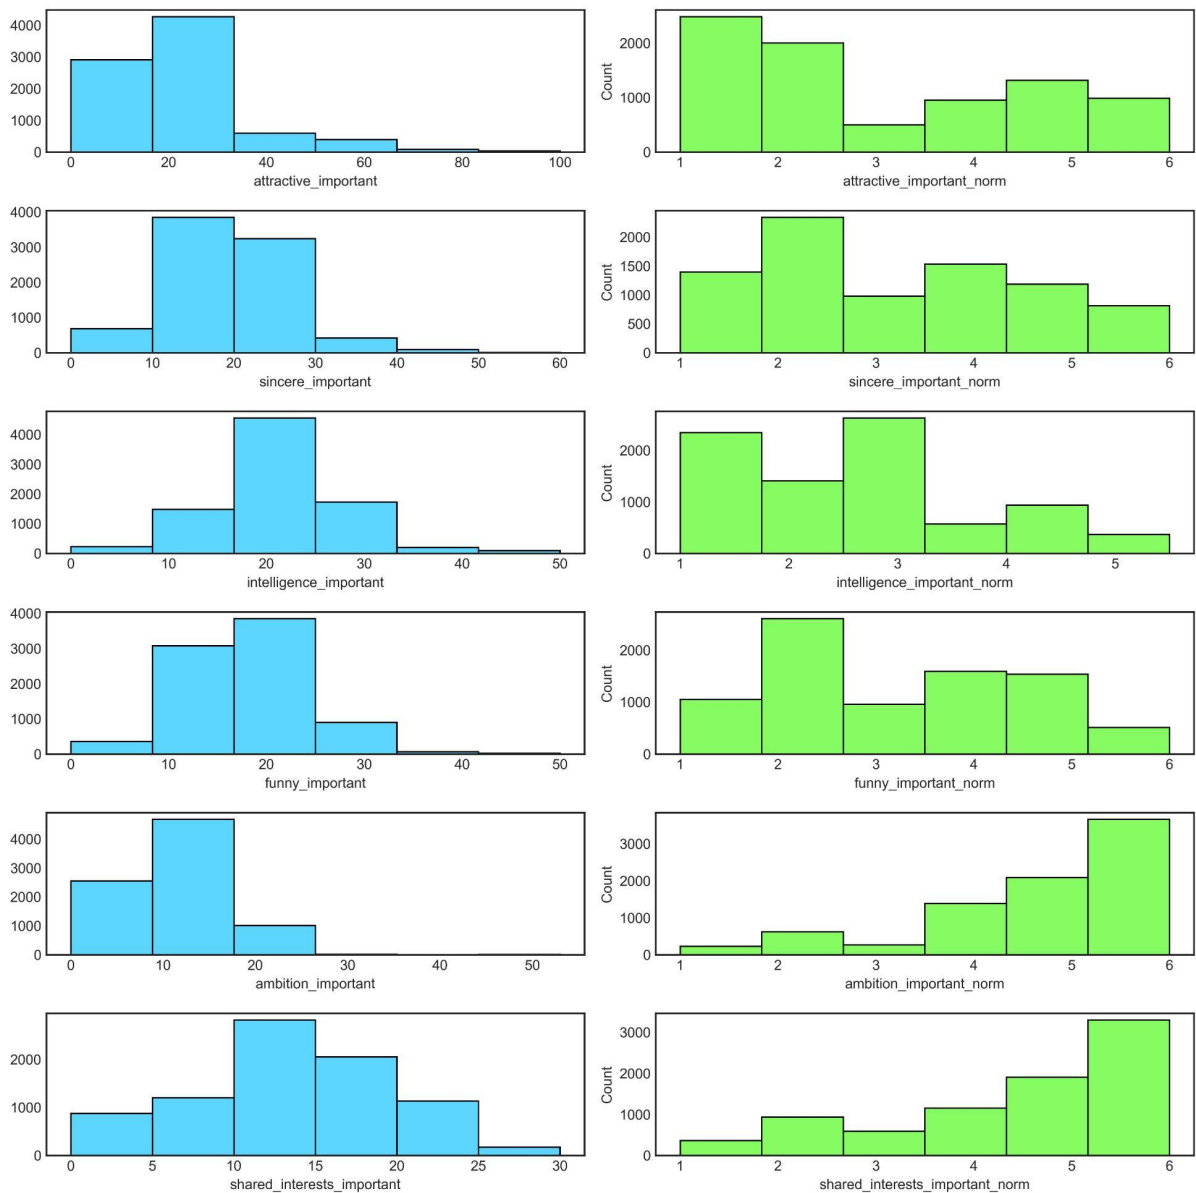 4000
3000
2000
1000
0
0 20 40 60 80 100
attractive_important
Count
2000
1000
0
1 2 3 4 5 6
attractive_important_norm
4000
3000
2000
1000
0
0 10 20 30 40 50 60
sincere_important
Count
2000
1500
1000
500
0
1 2 3 4 5 6
sincere_important_norm
4000
3000
2000
1000
0
0 10 20 30 40 50
intelligence_important
Count
2000
1000
0
1 2 3 4 5
intelligence_important_norm
4000
3000
2000
1000
0
0 10 20 30 40 50
funny_important
Count
2000
1000
0
1 2 3 4 5 6
funny_important_norm
4000
3000
2000
1000
0
0 10 20 30 40 50
ambition_important
Count
3000
2000
1000
0
1 2 3 4 5 6
ambition_important_norm
2000
1000
0
0 5 10 15 20 25 30
shared_interests_important
Count
3000
2000
1000
0
1 2 3 4 5 6
shared_interests_important_norm